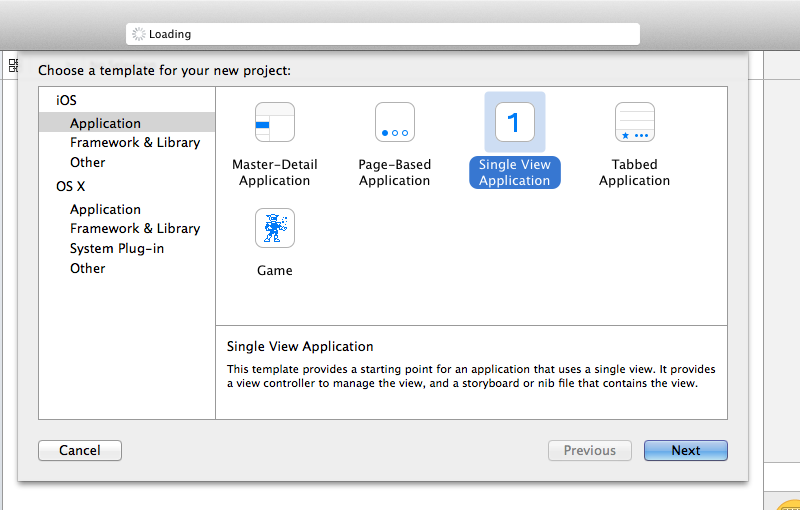 Loading
Choose a template for your new project:
iOS
Application
Framework & Library
Other
OS X
Application
Framework & Library
System Plug-in
Other
Master-Detail
Application
Page-Based
Application
1
Single View
Application
Tabbed
Application
Game
Single View Application
This template provides a starting point for an application that uses a single view. It provides
a view controller to manage the view, and a storyboard or nib file that contains the view.
Cancel
Previous
Next